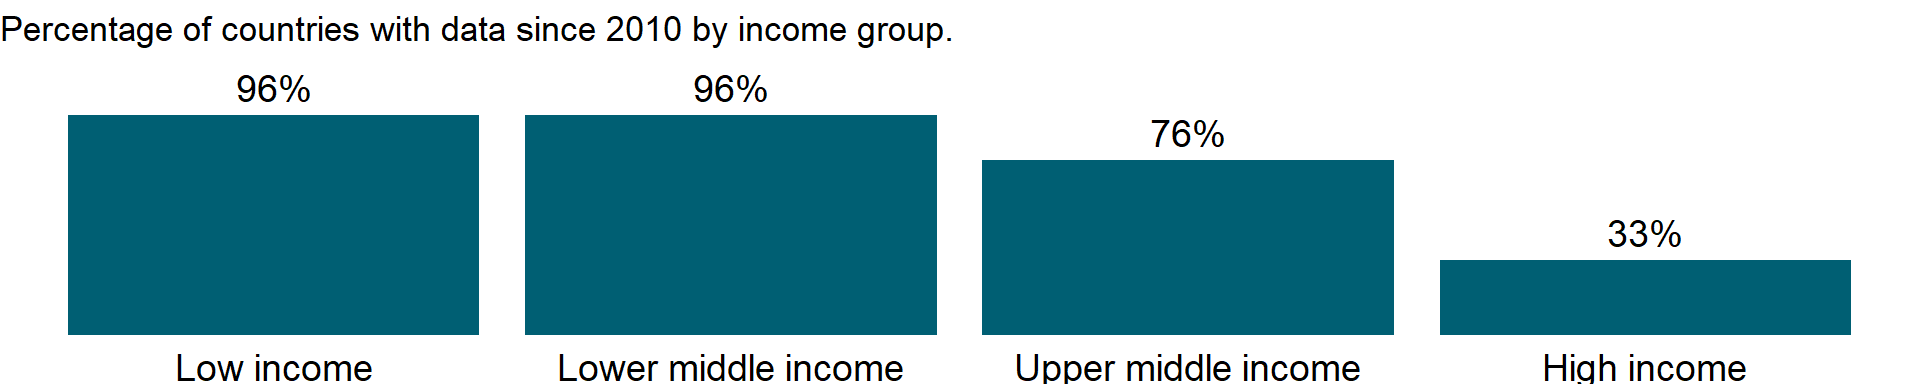 Percentage of countries with data since 2010 by income group.
96%
96%
76%
33%
Low income
Lower middle income
Upper middle income
High income